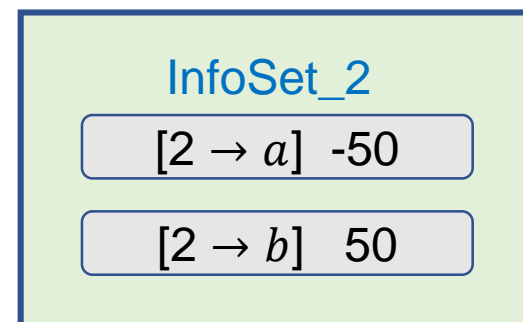 InfoSet_2
[2 → 𝑎] -50
[2 → 𝑏] 50